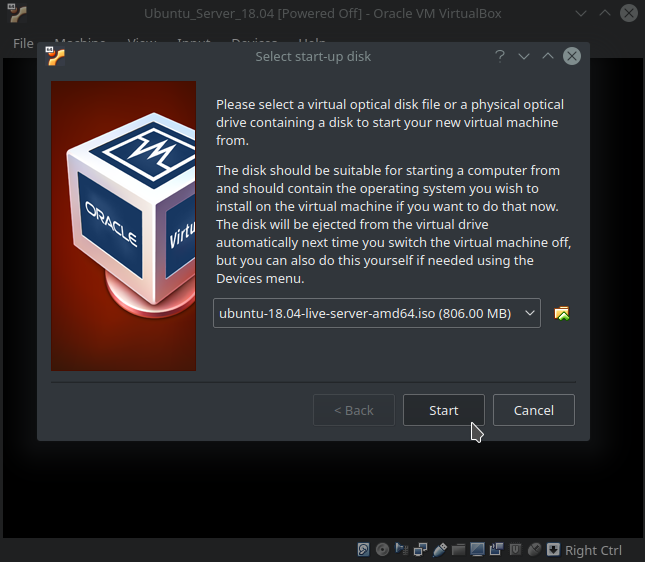 Ubuntu_Server_18.04 [Powered Off] - Oracle VM VirtualBox
File Machine View Input Devices Help
Select start-up disk
Please select a virtual optical disk file or a physical optical
drive containing a disk to start your new virtual machine
from.
The disk should be suitable for starting a computer from
and should contain the operating system you wish to
install on the virtual machine if you want to do that now.
The disk will be ejected from the virtual drive
automatically next time you switch the virtual machine off,
but you can also do this yourself if needed using the
Devices menu.
ORACLE
Virtu
ubuntu-18.04-live-server-amd64.iso (806.00 MB)
< Back
Start
Cancel
Right Ctrl